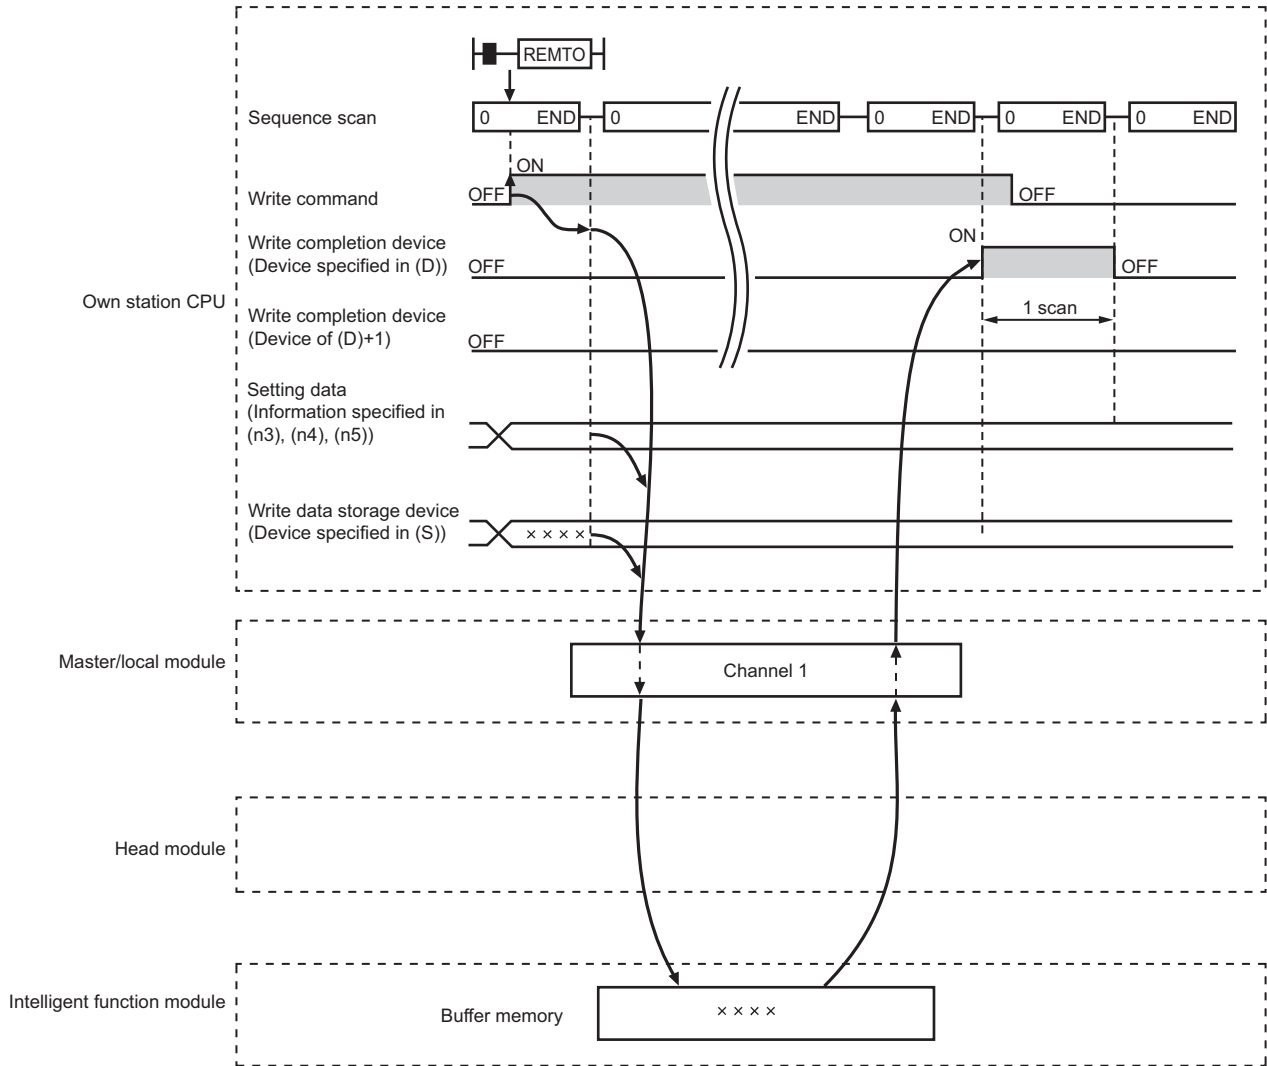 REMTO
Sequence scan
0 END 0 END 0 END 0 END 0 END
ON
Write command
OFF OFF
Write completion device
(Device specified in (D))
ON
OFF OFF
Own station CPU
Write completion device
(Device of (D)+1)
1 scan
OFF
Setting data
(Information specified in
(n3), (n4), (n5))
Write data storage device
(Device specified in (S))
× × × ×
Master/local module
Channel 1
Head module
Intelligent function module
Buffer memory
× × × ×